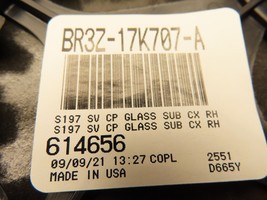 BR3Z-17K707-A
S197 SV CP GLASS SUB CX RH
S197 SV CP GLASS SUB CX RH
614656
09/09/21 13:27 COPL 2551
MADE IN USA D665Y